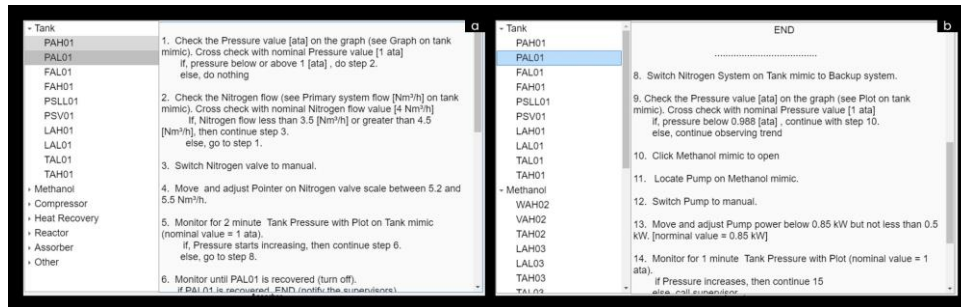 a
- Tank
PAH01
PAL01
FAL01
FAH01
PSLL01
PSV01
LAH01
LAL01
TAL01
TAH01
Methanol
Compressor
Heat Recovery
Reactor
Assorber
Other
1. Check the Pressure value [ata] on the graph (see Graph on tank
mimic). Cross check with nominal Pressure value [1 ata]
if, pressure below or above 1 [ata] , do step 2.
else, do nothing
2. Check the Nitrogen flow (see Primary system flow [Nm³/h] on tank
mimic). Cross check with nominal Nitrogen flow value [4 Nm³/h]
If, Nitrogen flow less than 3.5 [Nm³/h] or greater than 4.5
[Nm³/h], then continue step 3.
else, go to step 1.
3. Switch Nitrogen valve to manual.
4. Move and adjust Pointer on Nitrogen valve scale between 5.2 and
5.5 Nm³/h.
5. Monitor for 2 minute Tank Pressure with Plot on Tank mimic
(nominal value = 1 ata).
if, Pressure starts increasing, then continue step 6.
else, go to step 8.
6. Monitor until PAL01 is recovered (turn off).
if PAL01 is recovered, END (notify the supervisors)
b
- Tank
PAH01
PAL01
FAL01
FAH01
PSLL01
PSV01
LAH01
LAL01
TAL01
TAH01
- Methanol
WAH02
VAH02
TAH02
LAH03
LAL03
TAH03
TAL03
END
8. Switch Nitrogen System on Tank mimic to Backup system.
9. Check the Pressure value [ata] on the graph (see Plot on tank
mimic). Cross check with nominal Pressure value [1 ata]
if, pressure below 0.988 [ata] , continue with step 10.
else, continue observing trend
10. Click Methanol mimic to open
11. Locate Pump on Methanol mimic.
12. Switch Pump to manual.
13. Move and adjust Pump power below 0.85 kW but not less than 0.5
kW. [norminal value = 0.85 kW]
14. Monitor for 1 minute Tank Pressure with Plot (nominal value = 1
ata).
if Pressure increases, then continue 15
else, call supervisor